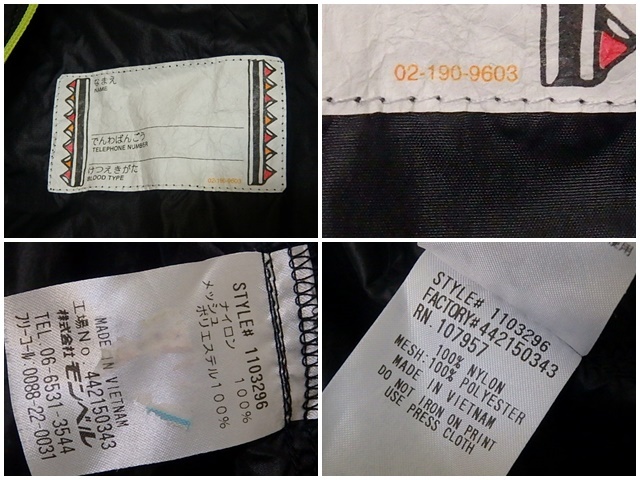 なまえ
NAME
でんわばんごう
TELEPHONE NUMBER
けつえきがた
BLOOD TYPE
02-190-9603
02-190-9603
STYLE# 1103296
ナイロン 100%
メッシュ
ポリエステル100%
MADE IN VIETNAM
工場No. 442150343
株式会社 モンベル
TEL 06-6531-3544
フリーコール 0088-22-0031
STYLE# 1103296
FACTORY# 442150343
RN. 107957
100% NYLON
MESH:100% POLYESTER
MADE IN VIETNAM
DO NOT IRON ON PRINT
USE PRESS CLOTH